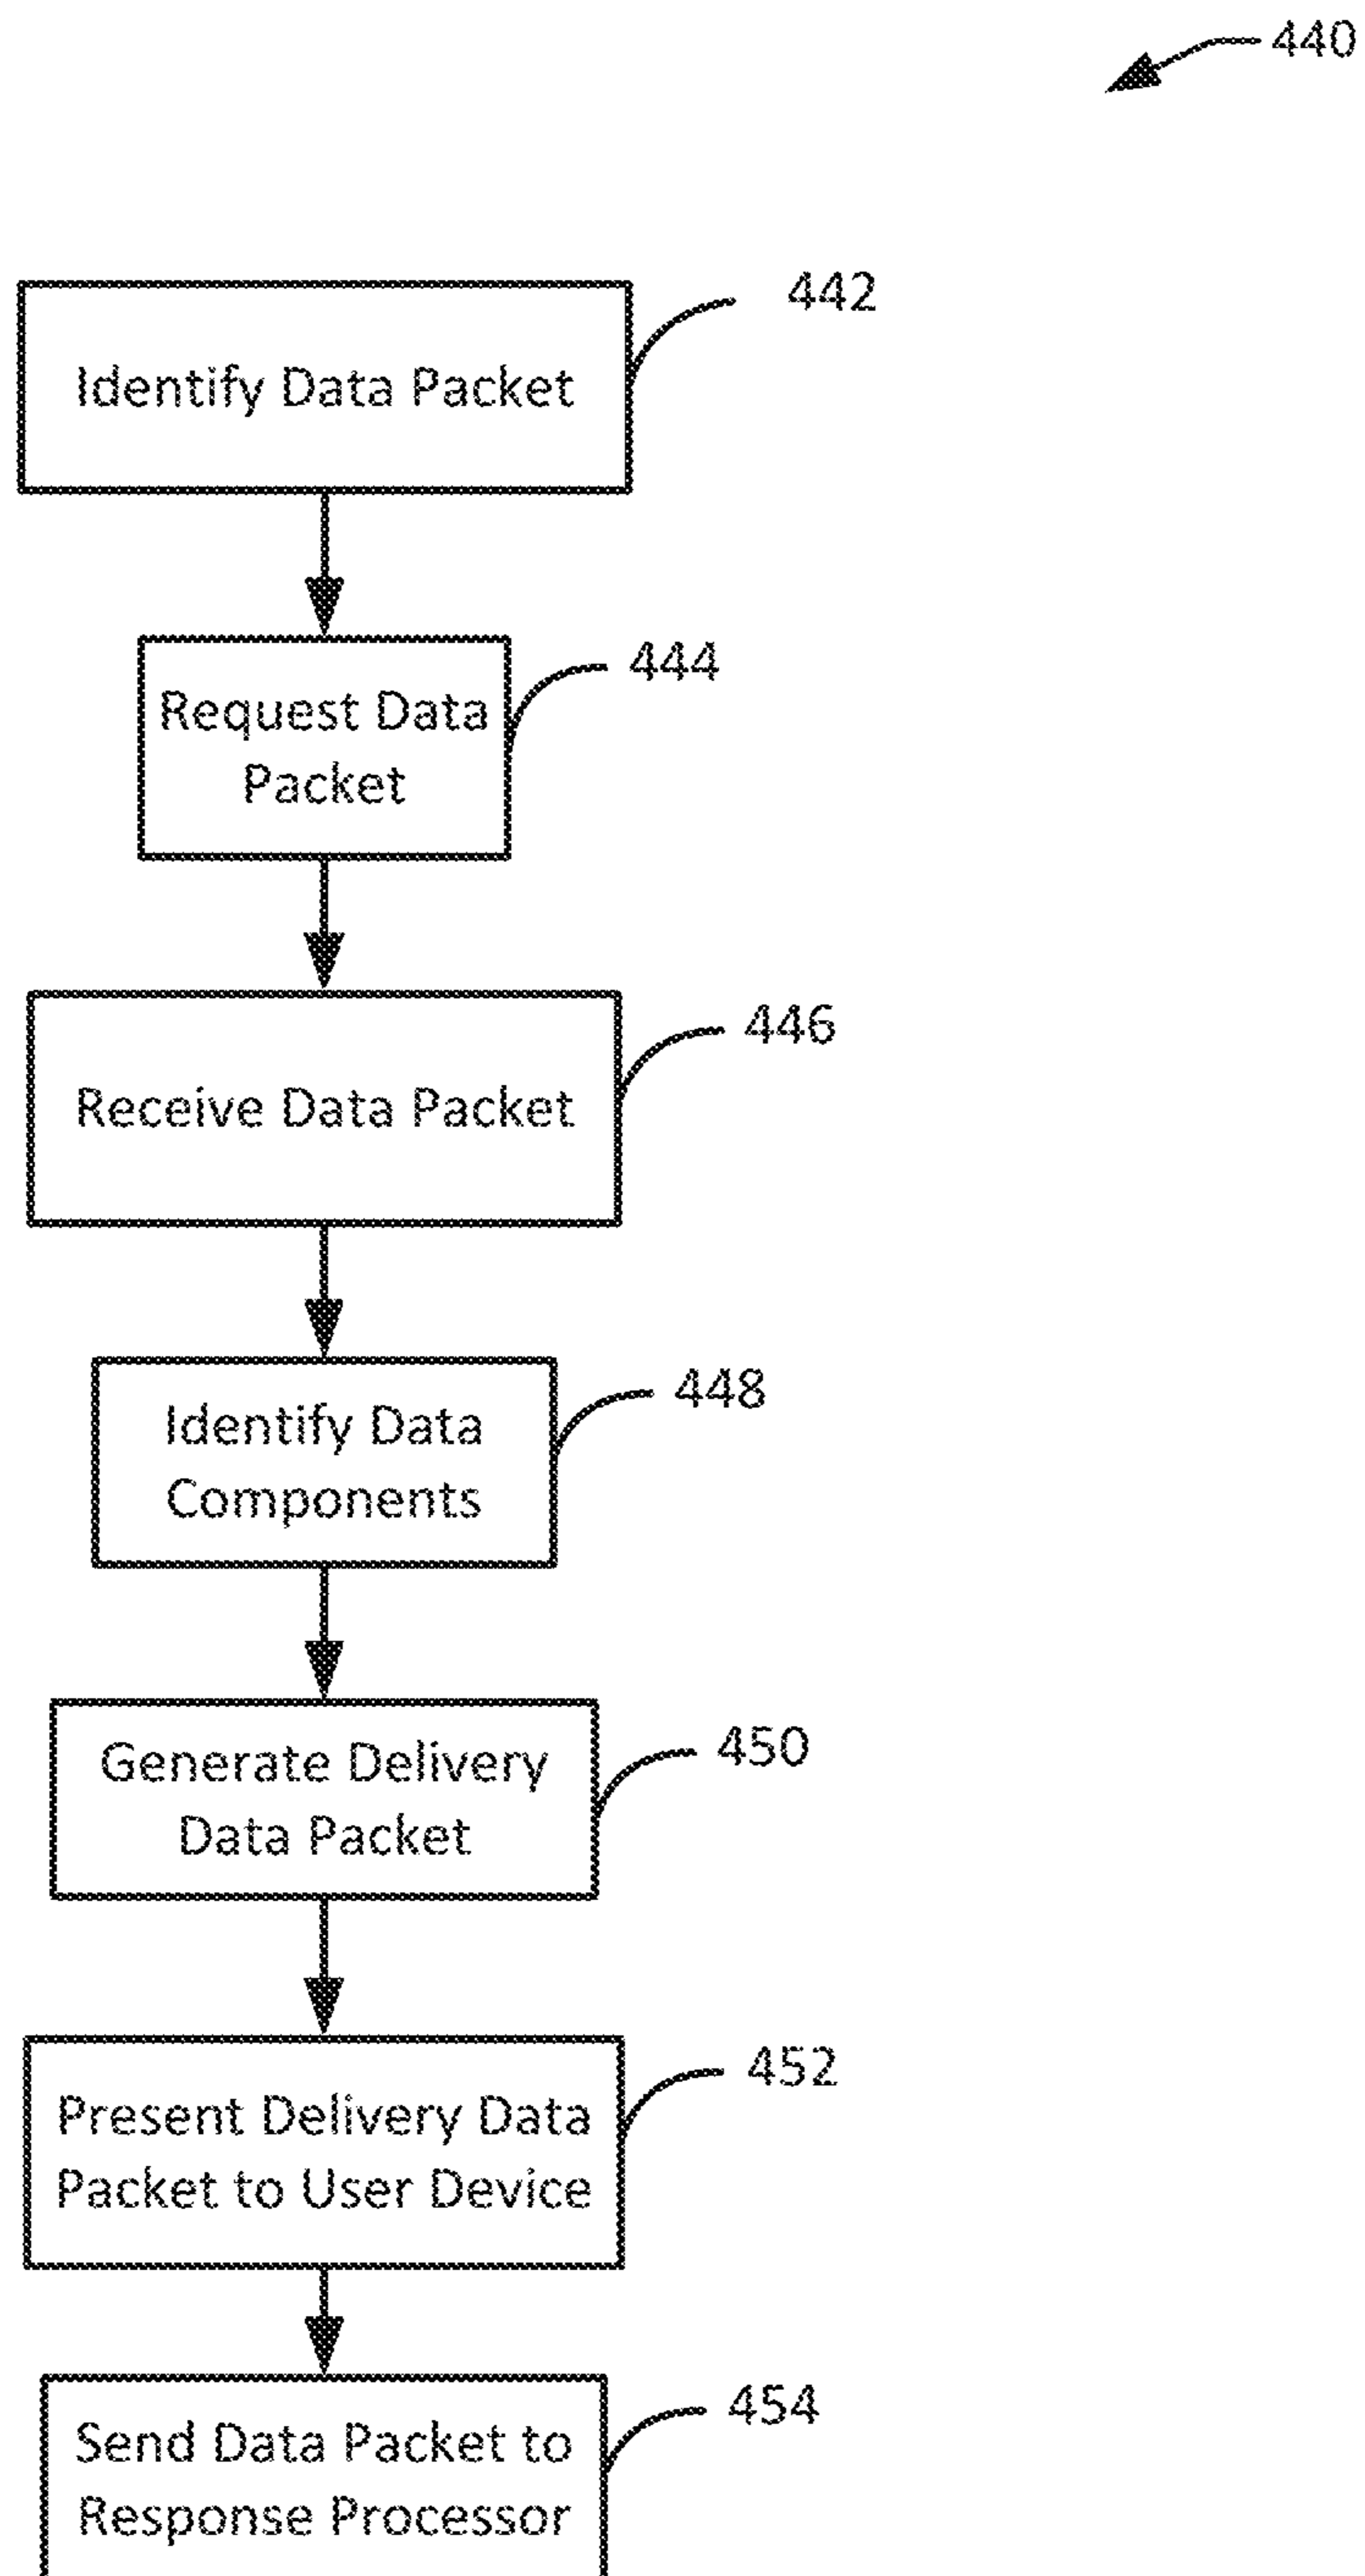 440
442
Identify Data Packet
444
Request Data
Packet
446
Receive Data Packet
448
Identify Data
Components
450
Generate Delivery
Data Packet
452
Present Delivery Data
Packet to User Device
454
Send Data Packet to
Response Processor